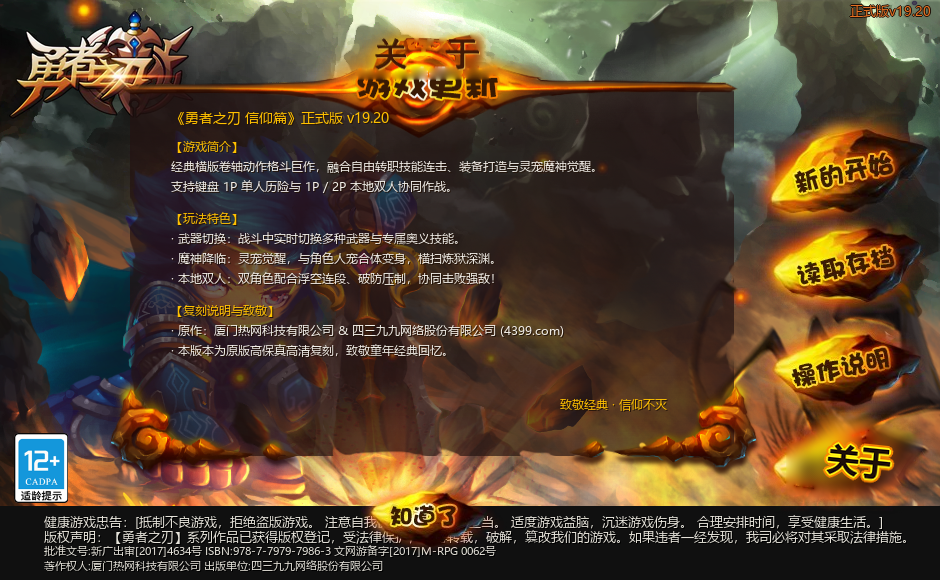 正式版v19.20
勇者之刃
关于
游戏更新
《勇者之刃 信仰篇》正式版 v19.20
【游戏简介】
经典横版卷轴动作格斗巨作，融合自由转职技能连击、装备打造与灵宠魔神觉醒。
支持键盘 1P 单人历险与 1P / 2P 本地双人协同作战。
【玩法特色】
· 武器切换：战斗中实时切换多种武器与专属奥义技能。
· 魔神降临：灵宠觉醒，与角色人宠合体变身，横扫炼狱深渊。
· 本地双人：双角色配合浮空连段、破防压制，协同击败强敌！
【复刻说明与致敬】
· 原作：厦门热网科技有限公司 & 四三九九网络股份有限公司 (4399.com)
· 本版本为原版高保真高清复刻，致敬童年经典回忆。
致敬经典 · 信仰不灭
新的开始
读取存档
操作说明
关于
12+
CADPA
适龄提示
知道了
健康游戏忠告：[抵制不良游戏，拒绝盗版游戏。 注意自我 当。 适度游戏益脑，沉迷游戏伤身。 合理安排时间，享受健康生活。]
版权声明：【勇者之刃】系列作品已获得版权登记，受法律保护， 转载，破解，篡改我们的游戏。如果违者一经发现，我司必将对其采取法律措施。
批准文号:新广出审[2017]4634号 ISBN:978-7-7979-7986-3 文网游备字[2017]M-RPG 0062号
著作权人:厦门热网科技有限公司 出版单位:四三九九网络股份有限公司